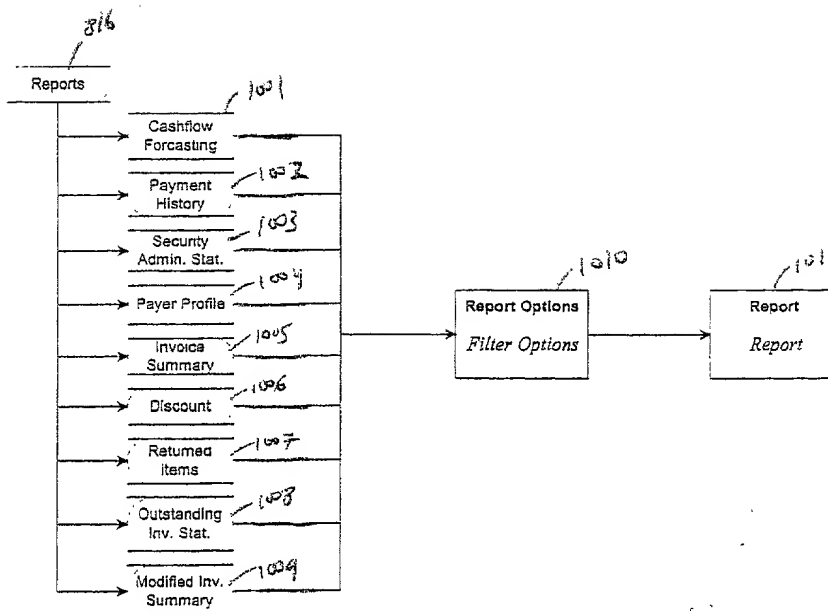 816
Reports
1001
Cashflow
Forcasting
1002
Payment
History
1003
Security
Admin. Stat.
1004
Payer Profile
1005
Invoice
Summary
1006
Discount
1007
Returned
Items
1008
Outstanding
Inv. Stat.
1009
Modified Inv.
Summary
1010
Report Options
Filter Options
101
Report
Report